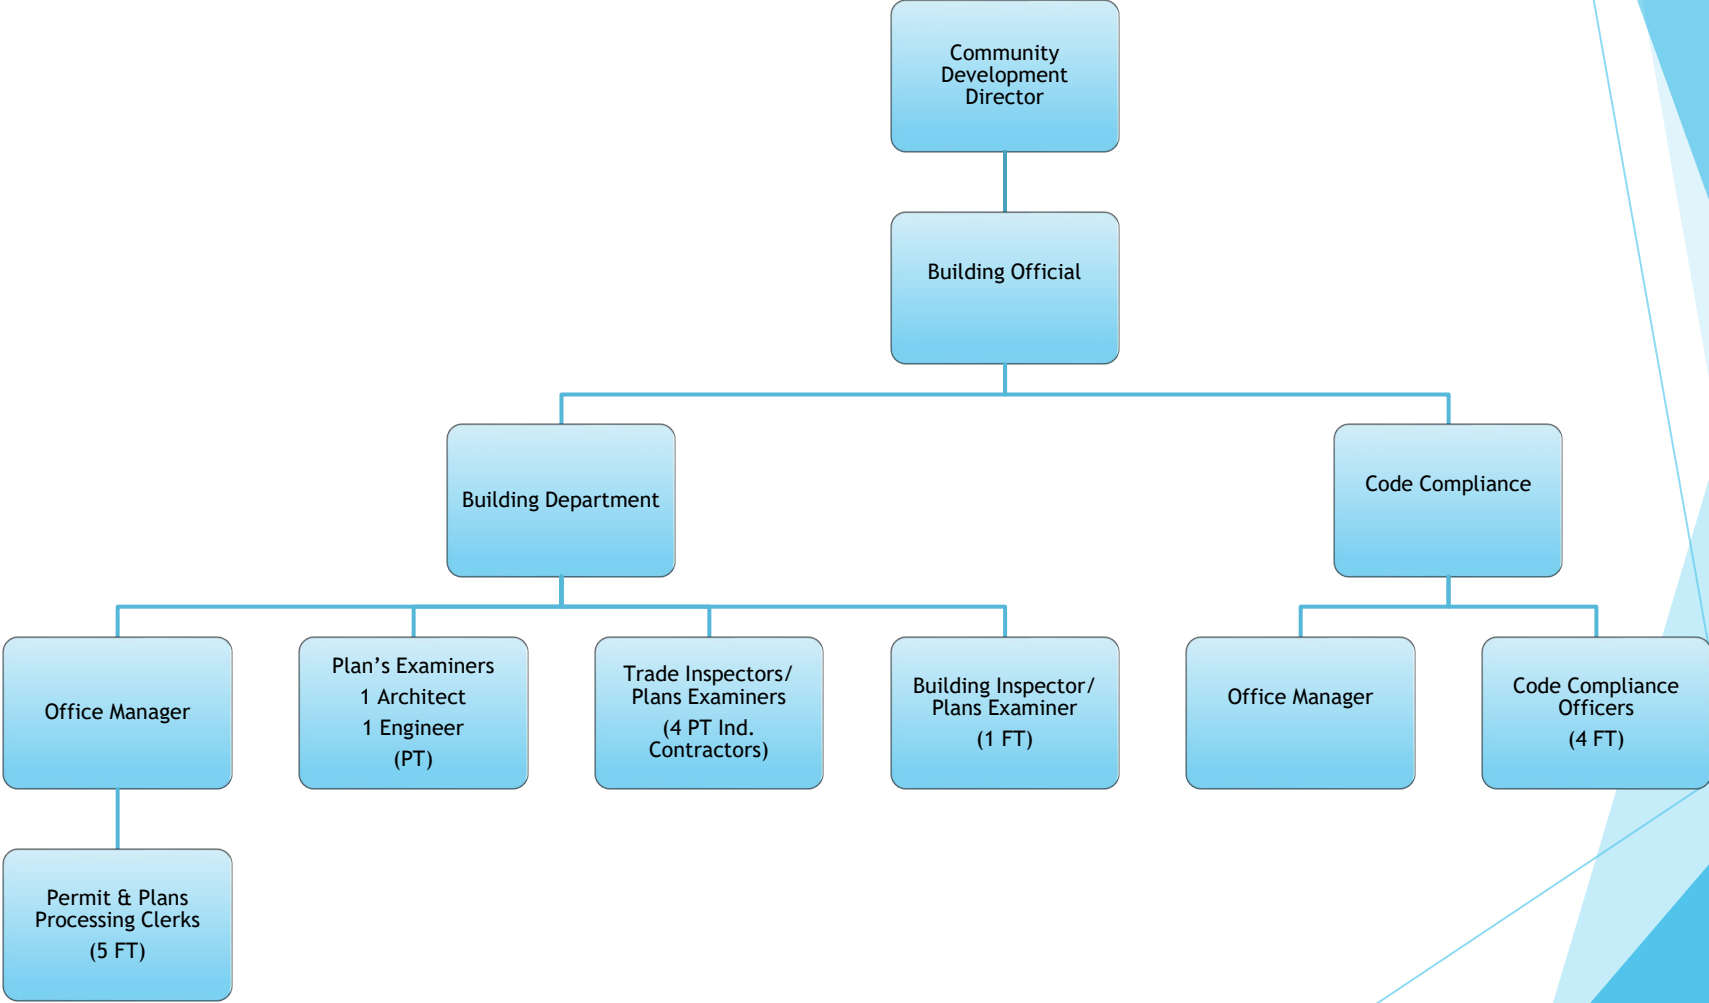 Community
Development
Director
Building Official
Building Department
Code Compliance
Office Manager
Plan’s Examiners
1 Architect
1 Engineer
(PT)
Trade Inspectors/
Plans Examiners
(4 PT Ind.
Contractors)
Building Inspector/
Plans Examiner
(1 FT)
Office Manager
Code Compliance
Officers
(4 FT)
Permit & Plans
Processing Clerks
(5 FT)